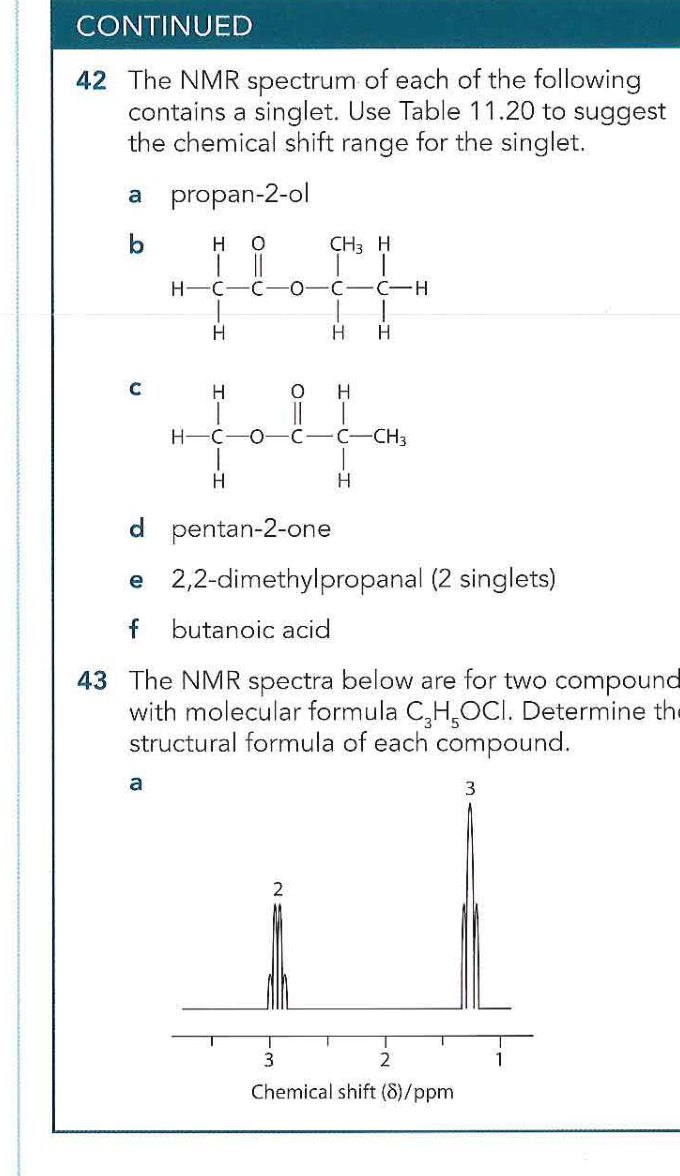 CONTINUED
42 The NMR spectrum of each of the following
contains a singlet. Use Table 11.20 to suggest
the chemical shift range for the singlet.
a propan-2-ol
b H O CH₃ H
H—C—C—O—C—C—H
H H H
c H O H
H—C—O—C—C—CH₃
H H
d pentan-2-one
e 2,2-dimethylpropanal (2 singlets)
f butanoic acid
43 The NMR spectra below are for two compound
with molecular formula C₃H₅OCl. Determine th
structural formula of each compound.
a
3
2
3 2 1
Chemical shift (δ)/ppm